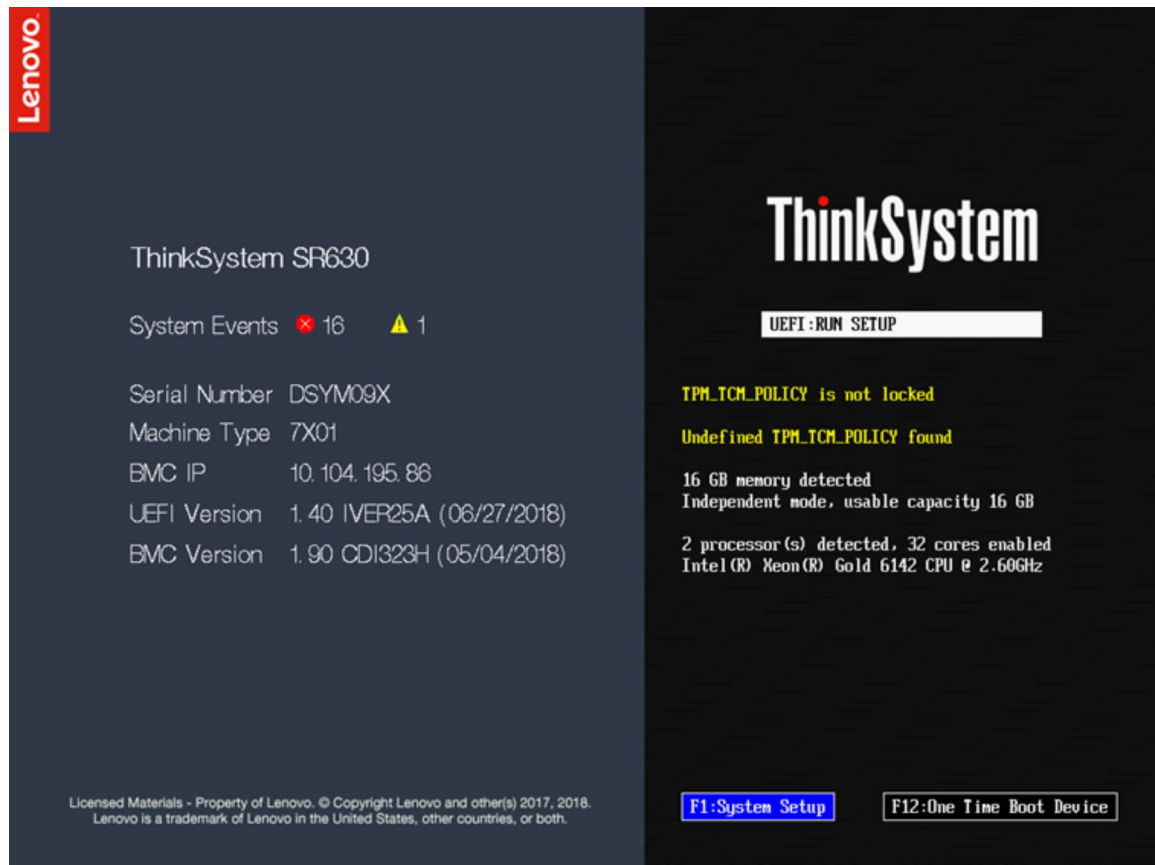 Lenovo
ThinkSystem SR630
System Events 16 1
Serial Number DSYM09X
Machine Type 7X01
BMC IP 10.104.195.86
UEFI Version 1.40 IVER25A (06/27/2018)
BMC Version 1.90 CDI323H (05/04/2018)
Licensed Materials - Property of Lenovo. © Copyright Lenovo and other(s) 2017, 2018.
Lenovo is a trademark of Lenovo in the United States, other countries, or both.
ThinkSystem
UEFI:RUN SETUP
TPM_TCM_POLICY is not locked
Undefined TPM_TCM_POLICY found
16 GB memory detected
Independent mode, usable capacity 16 GB
2 processor(s) detected, 32 cores enabled
Intel(R) Xeon(R) Gold 6142 CPU @ 2.60GHz
F1:System Setup
F12:One Time Boot Device